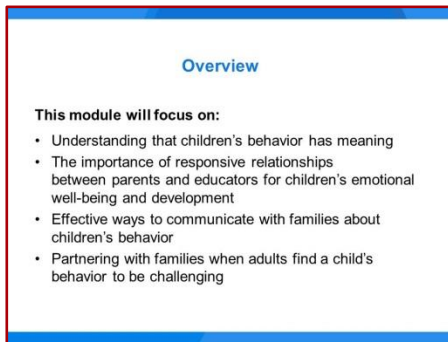 Overview
This module will focus on:
• Understanding that children's behavior has meaning
• The importance of responsive relationships
between parents and educators for children's emotional
well-being and development
• Effective ways to communicate with families about
children's behavior
• Partnering with families when adults find a child's
behavior to be challenging